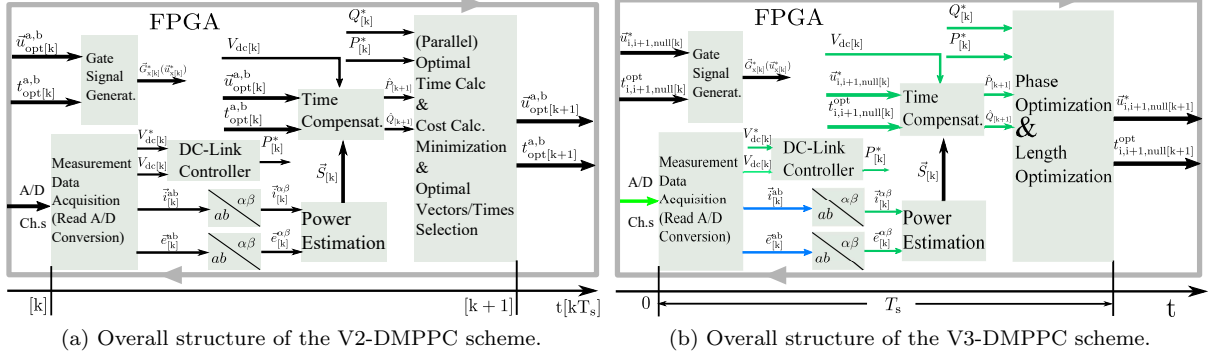 FPGA
u⃗^{a,b}_{opt[k]}
t^{a,b}_{opt[k]}
Gate
Signal
Generat.
G⃗*_{x[k]}(u⃗*_{x[k]})
V_{dc[k]}
u⃗^{a,b}_{opt[k]}
t^{a,b}_{opt[k]}
Q*_{[k]}
P*_{[k]}
Time
Compensat.
P̂_{[k+1]}
Q̂_{[k+1]}
(Parallel)
Optimal
Time Calc
&
Cost Calc.
Minimization
&
Optimal
Vectors/Times
Selection
u⃗^{a,b}_{opt[k+1]}
t^{a,b}_{opt[k+1]}
A/D
Ch.s
Measurement
Data
Acquisition
(Read A/D
Conversion)
V*_{dc[k]}
V_{dc[k]}
DC-Link
Controller
P*_{[k]}
S⃗_{[k]}
i⃗^{ab}_{[k]}
ab αβ
i⃗^{αβ}_{[k]}
e⃗^{ab}_{[k]}
ab αβ
e⃗^{αβ}_{[k]}
Power
Estimation
[k]
[k + 1]
t[kT_s]
(a) Overall structure of the V2-DMPPC scheme.
FPGA
u⃗*_{i,i+1,null[k]}
t^{opt}_{i,i+1,null[k]}
Gate
Signal
Generat.
G⃗*_{x[k]}(u⃗*_{x[k]})
V_{dc[k]}
u⃗*_{i,i+1,null[k]}
t^{opt}_{i,i+1,null[k]}
Q*_{[k]}
P*_{[k]}
Time
Compensat.
P̂_{[k+1]}
Q̂_{[k+1]}
Phase
Optimization
&
Length
Optimization
u⃗*_{i,i+1,null[k+1]}
t^{opt}_{i,i+1,null[k+1]}
A/D
Ch.s
Measurement
Data
Acquisition
(Read A/D
Conversion)
V*_{dc[k]}
V_{dc[k]}
DC-Link
Controller
P*_{[k]}
S⃗_{[k]}
i⃗^{ab}_{[k]}
ab αβ
i⃗^{αβ}_{[k]}
e⃗^{ab}_{[k]}
ab αβ
e⃗^{αβ}_{[k]}
Power
Estimation
0
T_s
t
(b) Overall structure of the V3-DMPPC scheme.